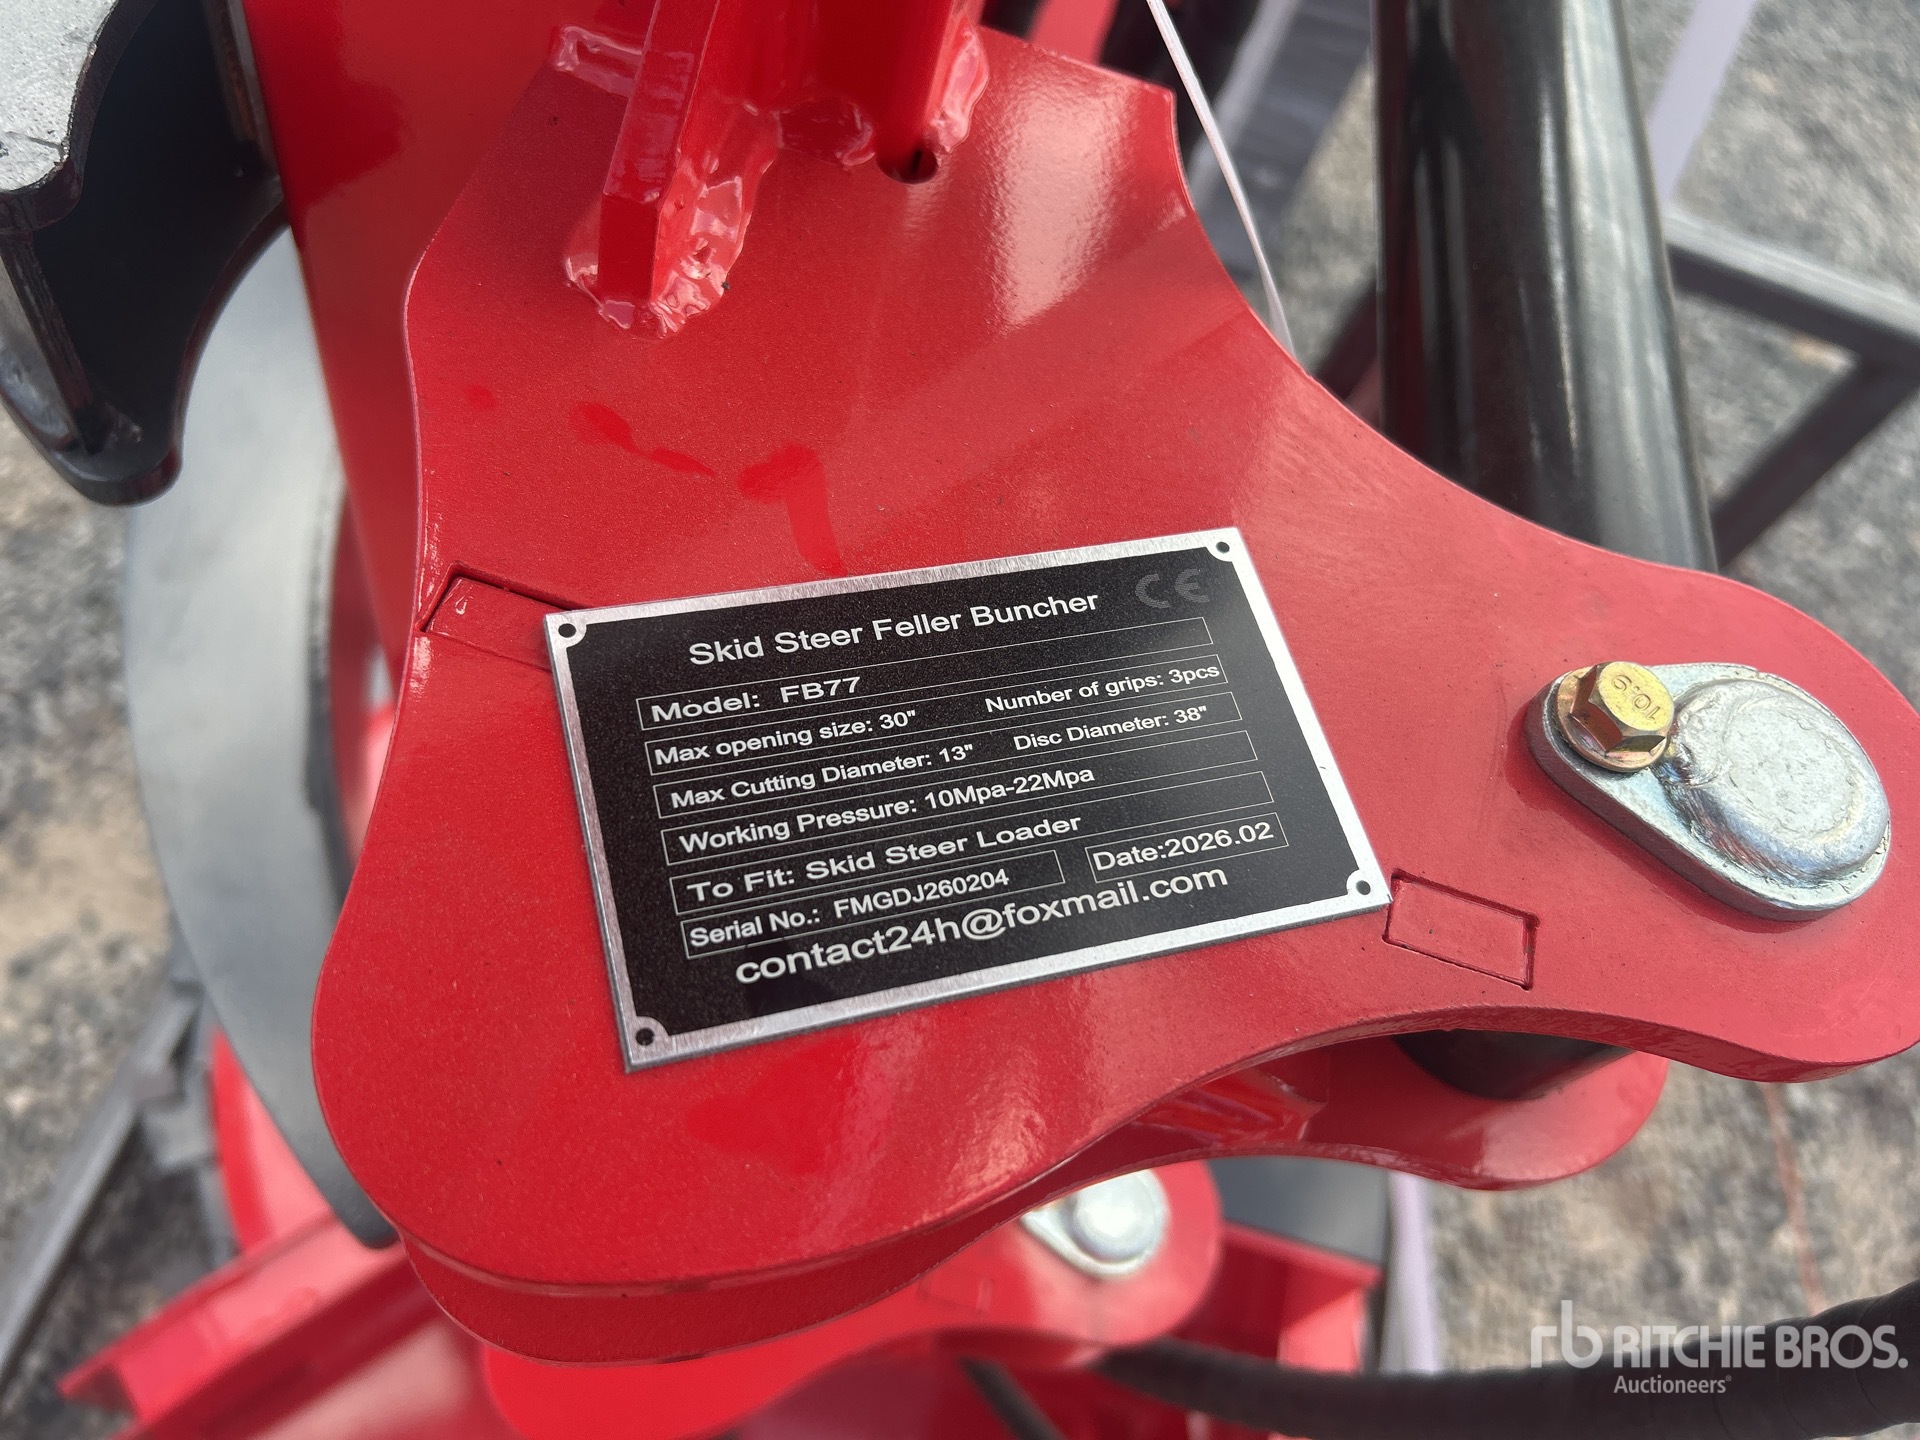 CE
Skid Steer Feller Buncher
Model: FB77
Max opening size: 30" Number of grips: 3pcs
Max Cutting Diameter: 13" Disc Diameter: 38"
Working Pressure: 10Mpa-22Mpa
To Fit: Skid Steer Loader
Serial No.: FMGDJ260204 Date:2026.02
contact24h@foxmail.com
10.9
rb RITCHIE BROS.
Auctioneers®